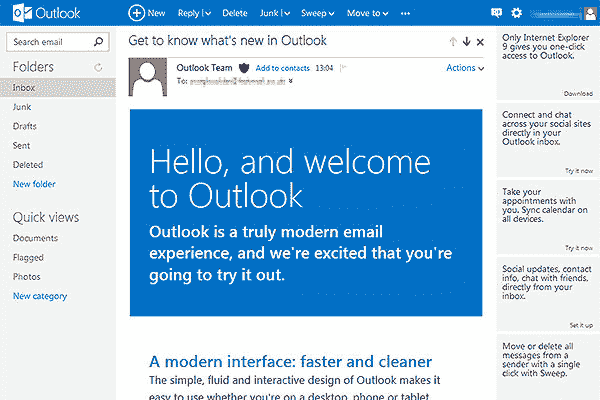 Outlook
New Reply Delete Junk Sweep Move to ...
Search email
Folders
Inbox
Junk
Drafts
Sent
Deleted
New folder
Quick views
Documents
Flagged
Photos
New category
Get to know what's new in Outlook
Outlook Team Add to contacts 13:04
Actions
To:
Hello, and welcome
to Outlook
Outlook is a truly modern email
experience, and we're excited that you're
going to try it out.
A modern interface: faster and cleaner
The simple, fluid and interactive design of Outlook makes it
easy to use whether you're on a desktop, phone or tablet
Only Internet Explorer
9 gives you one-click
access to Outlook.
Download
Connect and chat
across your social sites
directly in your
Outlook inbox.
Try it now
Take your
appointments with
you. Sync calendar on
all devices.
Try it now
Social updates, contact
info, chat with friends,
directly from your
inbox.
Set it up
Move or delete all
messages from a
sender with a single
click with Sweep.